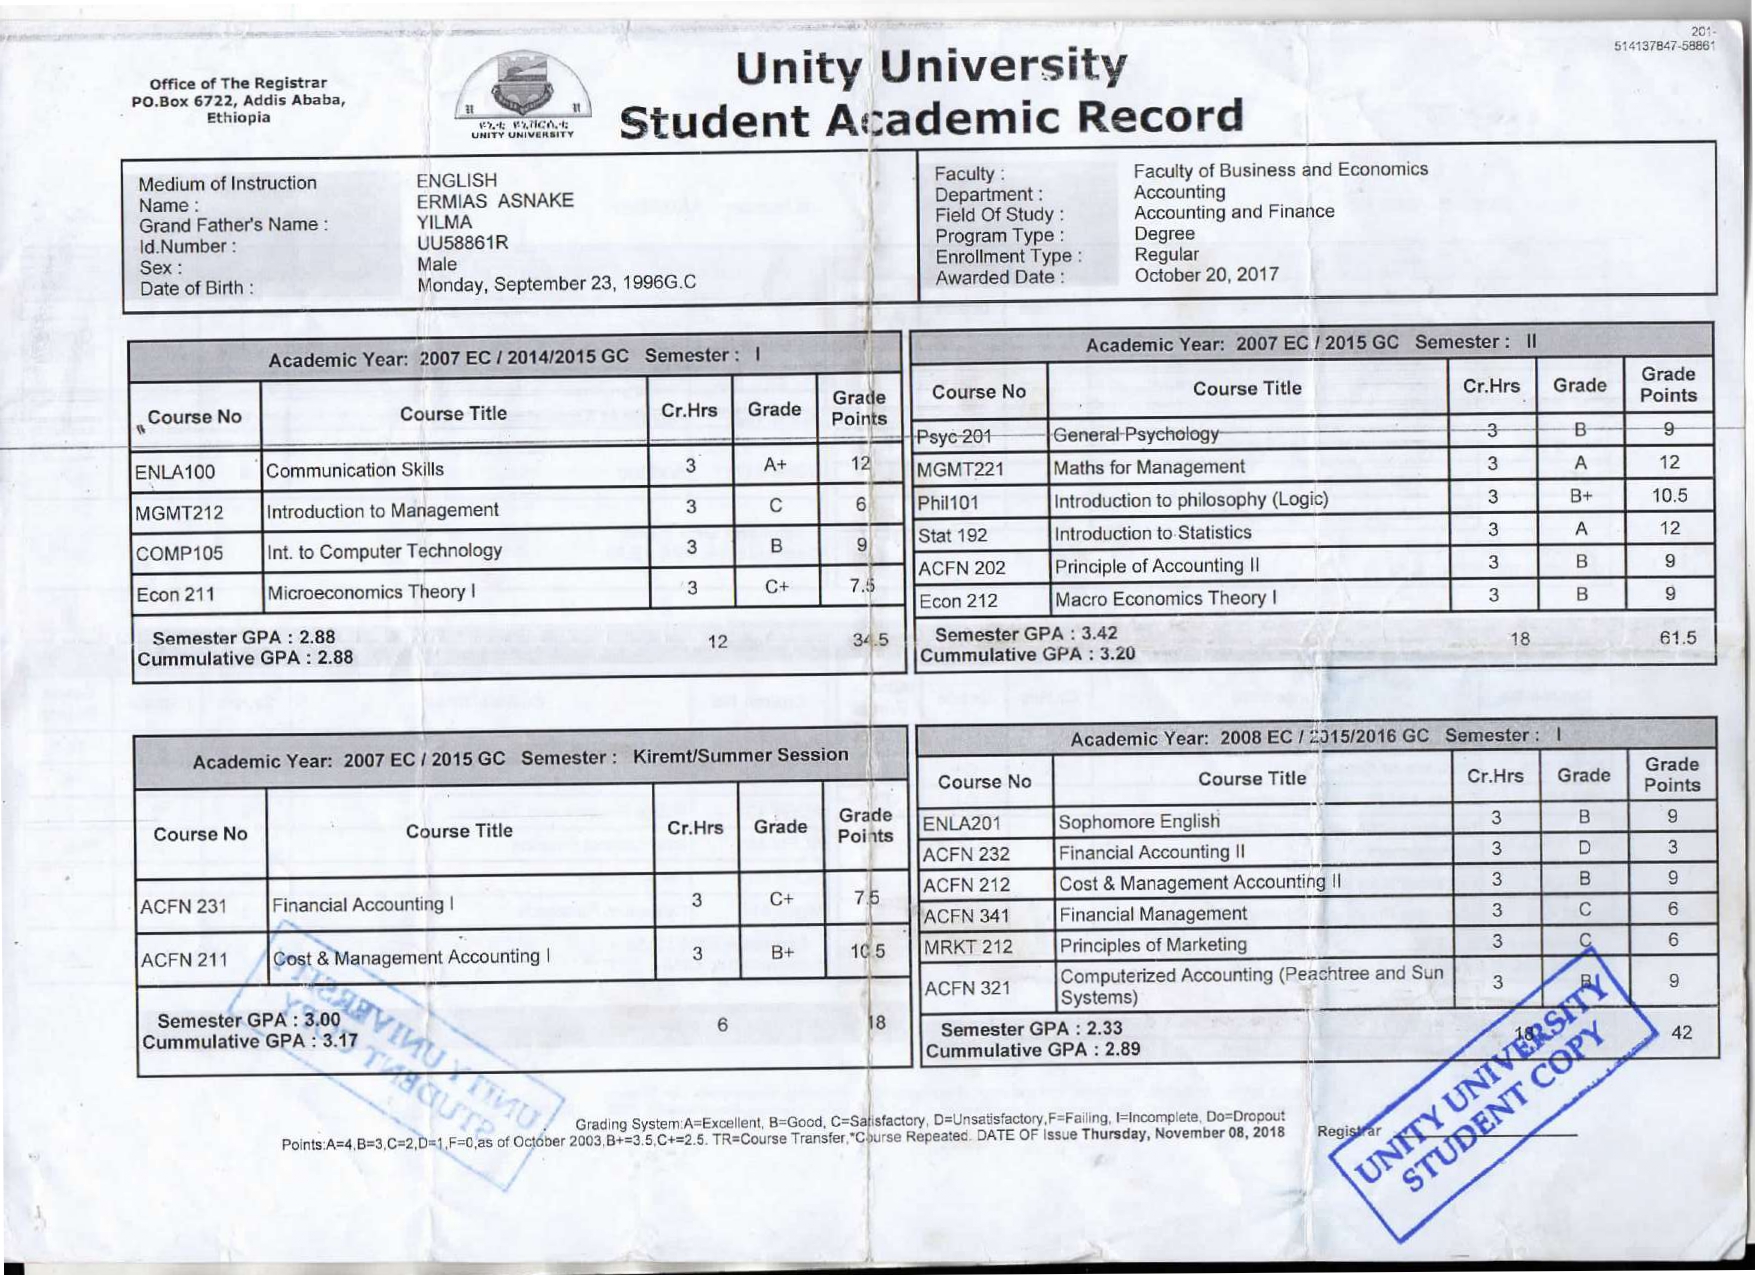 201-
514137847-58861
Office of The Registrar
PO.Box 6722, Addis Ababa,
Ethiopia
UNITY UNIVERSITY
Unity University
Student Academic Record
Medium of Instruction ENGLISH
Name : ERMIAS ASNAKE
Grand Father's Name : YILMA
Id.Number : UU58861R
Sex : Male
Date of Birth : Monday, September 23, 1996G.C
Faculty : Faculty of Business and Economics
Department : Accounting
Field Of Study : Accounting and Finance
Program Type : Degree
Enrollment Type : Regular
Awarded Date : October 20, 2017
Academic Year: 2007 EC / 2014/2015 GC Semester : I
Course No Course Title Cr.Hrs Grade Grade Points
ENLA100 Communication Skills 3 A+ 12
MGMT212 Introduction to Management 3 C 6
COMP105 Int. to Computer Technology 3 B 9
Econ 211 Microeconomics Theory I 3 C+ 7.5
Semester GPA : 2.88 12 34.5
Cummulative GPA : 2.88
Academic Year: 2007 EC / 2015 GC Semester : II
Course No Course Title Cr.Hrs Grade Grade Points
Psyc 201 General Psychology 3 B 9
MGMT221 Maths for Management 3 A 12
Phil101 Introduction to philosophy (Logic) 3 B+ 10.5
Stat 192 Introduction to Statistics 3 A 12
ACFN 202 Principle of Accounting II 3 B 9
Econ 212 Macro Economics Theory I 3 B 9
Semester GPA : 3.42 18 61.5
Cummulative GPA : 3.20
Academic Year: 2007 EC / 2015 GC Semester : Kiremt/Summer Session
Course No Course Title Cr.Hrs Grade Grade Points
ACFN 231 Financial Accounting I 3 C+ 7.5
ACFN 211 Cost & Management Accounting I 3 B+ 10.5
Semester GPA : 3.00 6 18
Cummulative GPA : 3.17
Academic Year: 2008 EC / 2015/2016 GC Semester : I
Course No Course Title Cr.Hrs Grade Grade Points
ENLA201 Sophomore English 3 B 9
ACFN 232 Financial Accounting II 3 D 3
ACFN 212 Cost & Management Accounting II 3 B 9
ACFN 341 Financial Management 3 C 6
MRKT 212 Principles of Marketing 3 C 6
ACFN 321 Computerized Accounting (Peachtree and Sun Systems) 3 B 9
Semester GPA : 2.33 18 42
Cummulative GPA : 2.89
Grading System:A=Excellent, B=Good, C=Satisfactory, D=Unsatisfactory,F=Failing, I=Incomplete, Do=Dropout
Points:A=4,B=3,C=2,D=1,F=0,as of October 2003,B+=3.5,C+=2.5. TR=Course Transfer,*Course Repeated. DATE OF Issue Thursday, November 08, 2018
Registrar
UNITY UNIVERSITY
STUDENT COPY
UNITY UNIVERSITY
STUDENT COPY